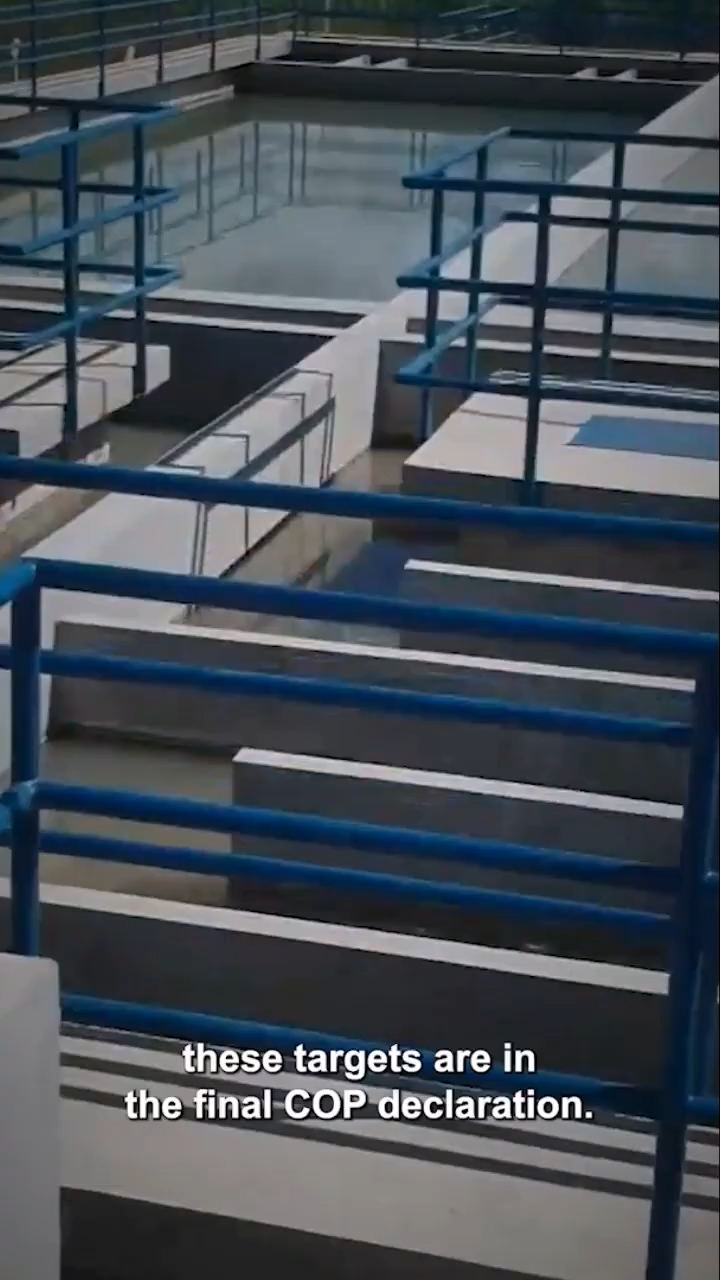 these targets are in
the final COP declaration.